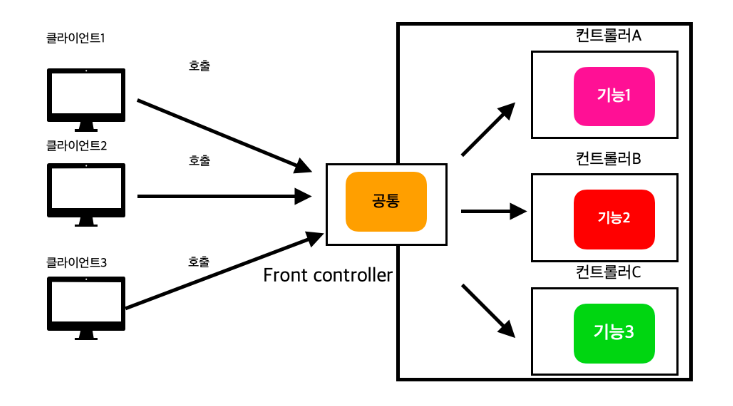 클라이언트1
호출
클라이언트2
호출
클라이언트3
호출
공통
Front controller
컨트롤러A
기능1
컨트롤러B
기능2
컨트롤러C
기능3